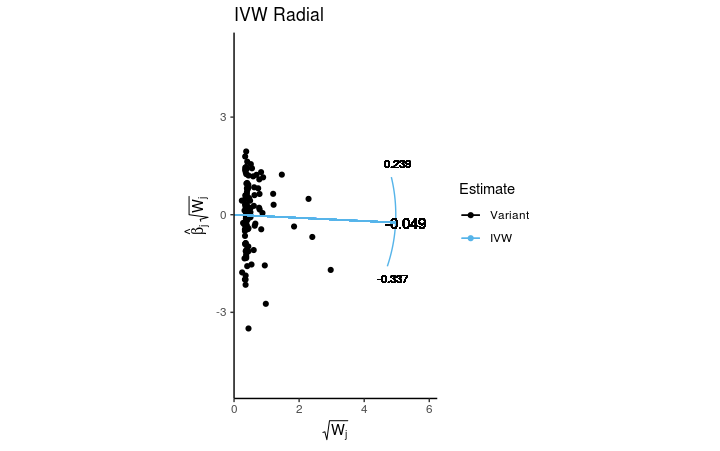 IVW Radial
3
0
-3
β̂j√Wj
0.239
-0.049
-0.337
0 2 4 6
√Wj
Estimate
Variant
IVW